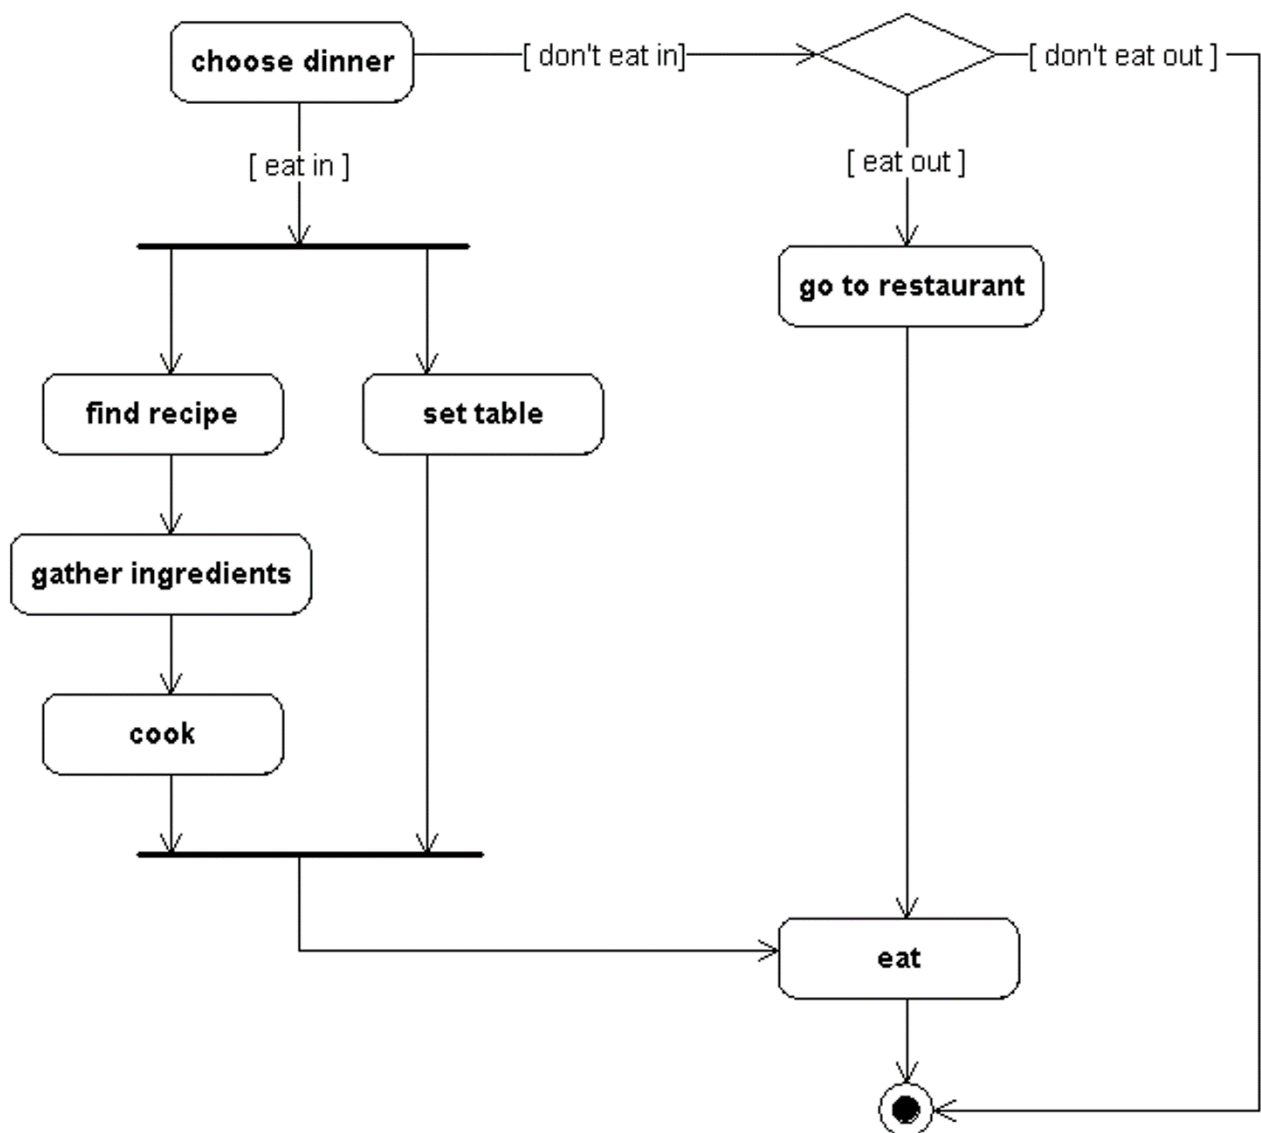 choose dinner
[ don't eat in]
[ don't eat out ]
[ eat in ]
[ eat out ]
go to restaurant
find recipe
set table
gather ingredients
cook
eat